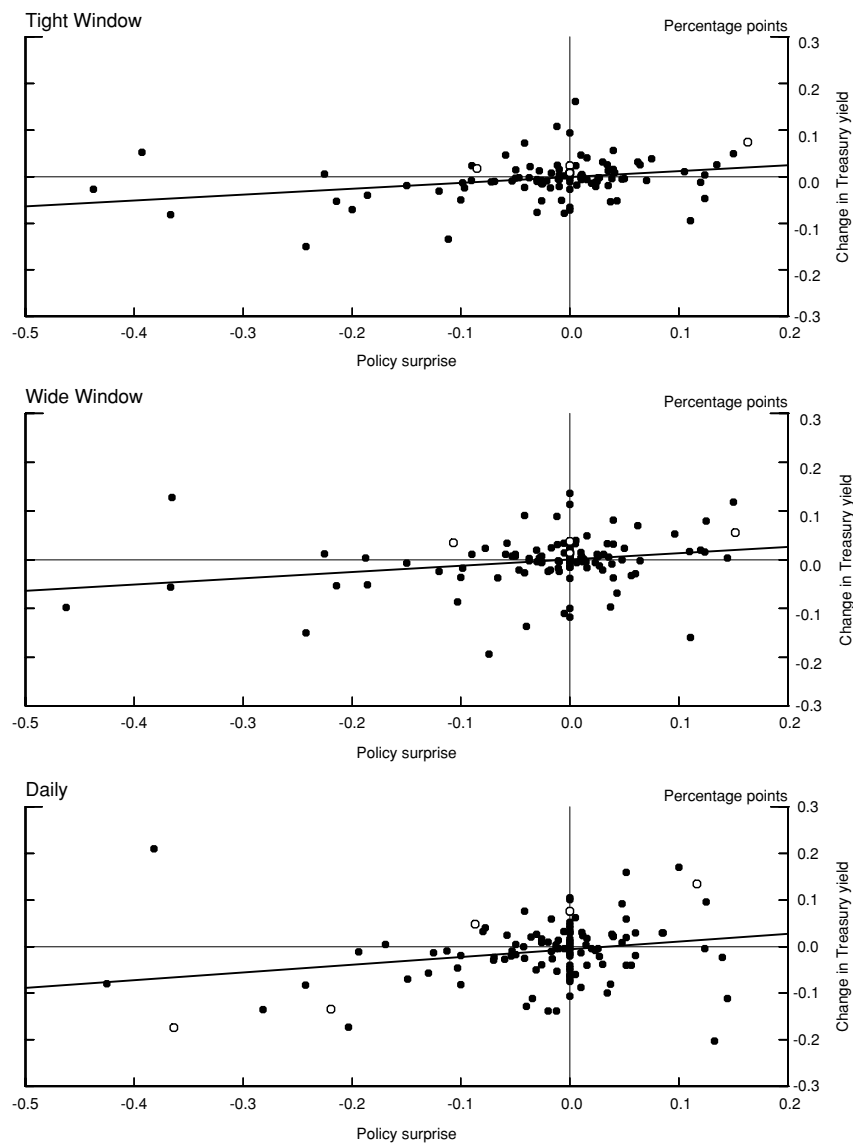 Tight Window
Percentage points
0.3
0.2
0.1
0.0
-0.1
-0.2
-0.3
Change in Treasury yield
-0.5 -0.4 -0.3 -0.2 -0.1 0.0 0.1 0.2
Policy surprise
Wide Window
Percentage points
0.3
0.2
0.1
0.0
-0.1
-0.2
-0.3
Change in Treasury yield
-0.5 -0.4 -0.3 -0.2 -0.1 0.0 0.1 0.2
Policy surprise
Daily
Percentage points
0.3
0.2
0.1
0.0
-0.1
-0.2
-0.3
Change in Treasury yield
-0.5 -0.4 -0.3 -0.2 -0.1 0.0 0.1 0.2
Policy surprise